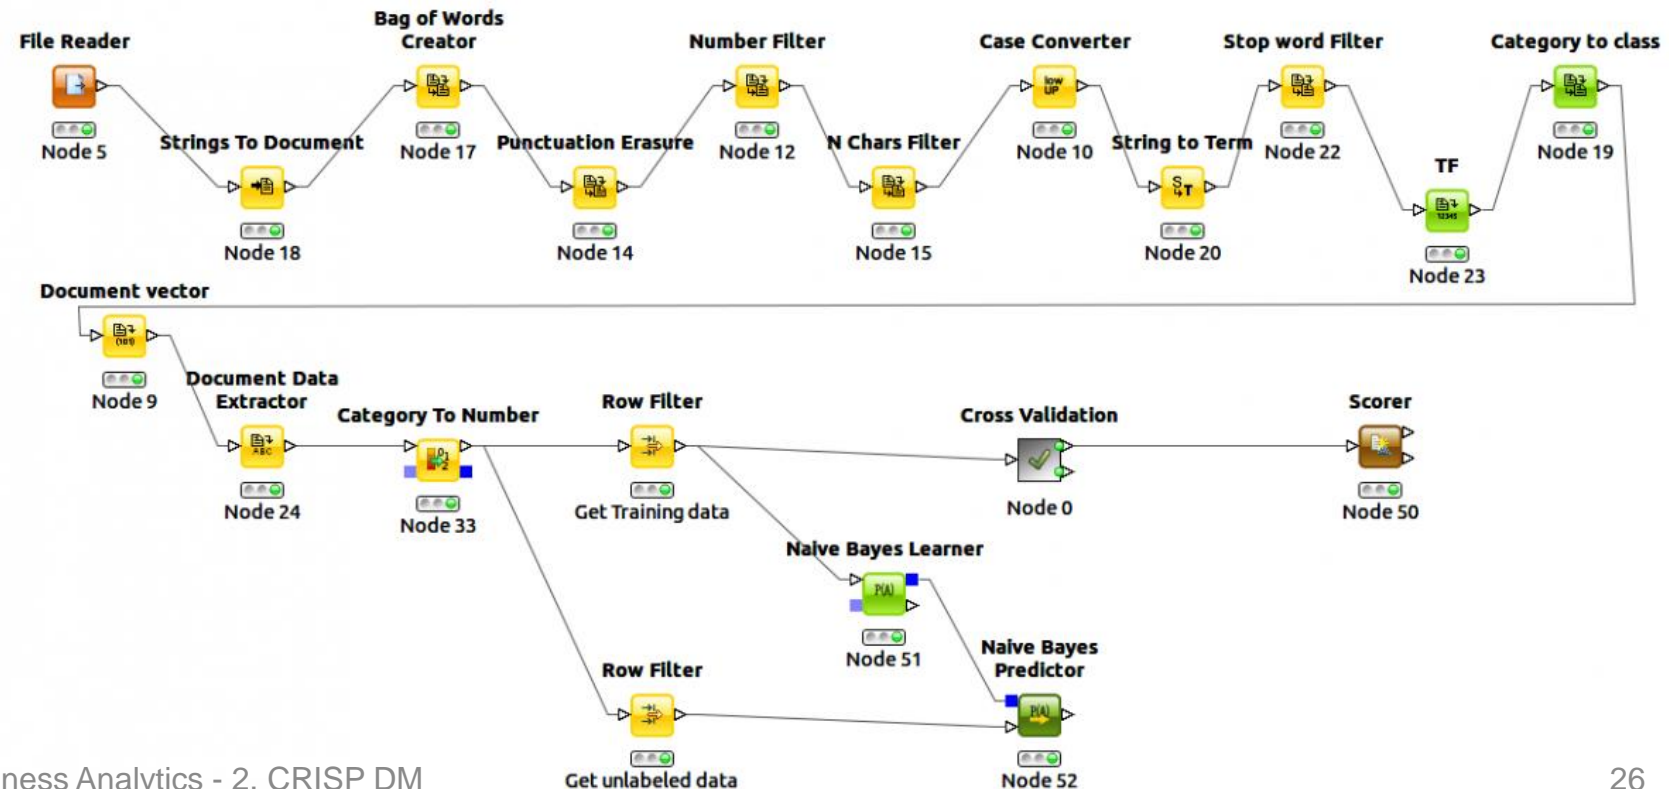 Bag of Words
File Reader
Creator
Number Filter
Case Converter
Stop word Filter
Category to class
low
UP
Node 5
Strings To Document
Node 17
Punctuation Erasure
Node 12
N Chars Filter
Node 10
String to Term
Node 22
Node 19
TF
S
T
12345
Node 18
Node 14
Node 15
Node 20
Node 23
Document vector
(101)
Node 9
Document Data
Extractor
Category To Number
Row Filter
Cross Validation
Scorer
ABC
Node 24
Node 33
Get Training data
Node 0
Node 50
Naive Bayes Learner
P(A)
Node 51
Naive Bayes
Predictor
Row Filter
P(A)
Get unlabeled data
Node 52
ness Analytics - 2. CRISP DM
26